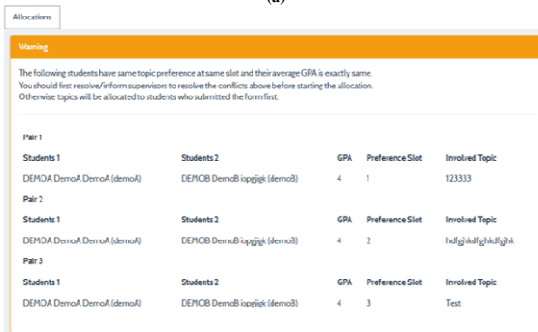 (a)
Allocations
Warning
The following students have same topic preference at same slot and their average GPA is exactly same.
You should first resolve/inform supervisors to resolve the conflicts above before starting the allocation.
Otherwise topics will be allocated to students who submitted the form first.
Pair 1
Students 1 Students 2 GPA Preference Slot Involved Topic
DEMOA DemoA DemoA (demoA) DEMOB DemoB (demoB) 4 1 123333
Pair 2
Students 1 Students 2 GPA Preference Slot Involved Topic
DEMOA DemoA DemoA (demoA) DEMOB DemoB (demoB) 4 2
Pair 3
Students 1 Students 2 GPA Preference Slot Involved Topic
DEMOA DemoA DemoA (demoA) DEMOB DemoB (demoB) 4 3 Test